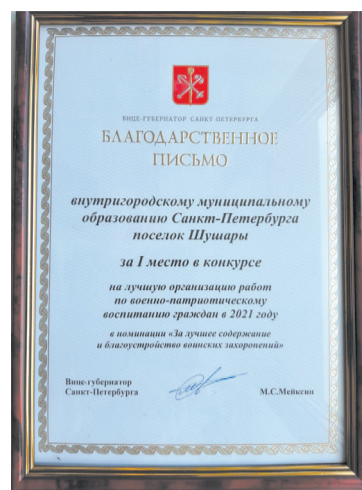 ВИЦЕ-ГУБЕРНАТОР САНКТ-ПЕТЕРБУРГА
БЛАГОДАРСТВЕННОЕ
ПИСЬМО
внутригородскому муниципальному
образованию Санкт-Петербурга
поселок Шушары
за I место в конкурсе
на лучшую организацию работ
по военно-патриотическому
воспитанию граждан в 2021 году
в номинации «За лучшее содержание
и благоустройство воинских захоронений»
Вице-губернатор
Санкт-Петербурга
М.С.Мейксин